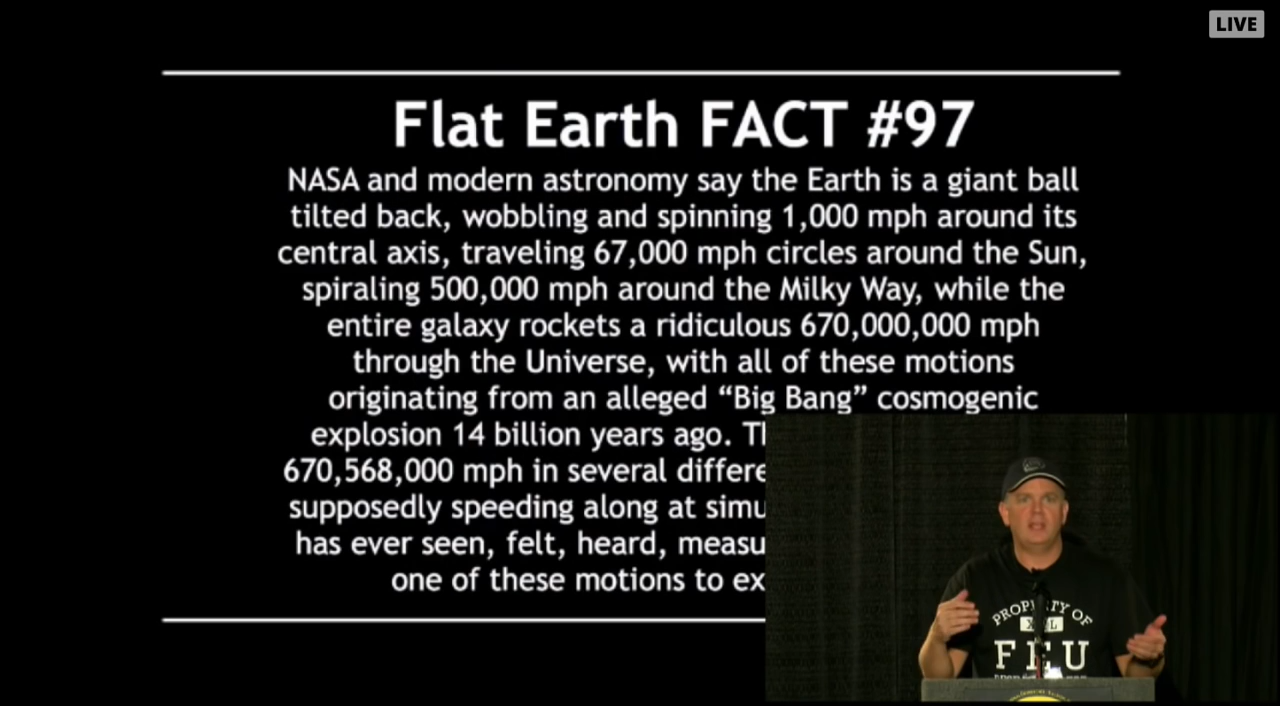 LIVE
Flat Earth FACT #97
NASA and modern astronomy say the Earth is a giant ball
tilted back, wobbling and spinning 1,000 mph around its
central axis, traveling 67,000 mph circles around the Sun,
spiraling 500,000 mph around the Milky Way, while the
entire galaxy rockets a ridiculous 670,000,000 mph
through the Universe, with all of these motions
originating from an alleged “Big Bang” cosmogenic
explosion 14 billion years ago. Th
670,568,000 mph in several differe
supposedly speeding along at simu
has ever seen, felt, heard, measu
one of these motions to ex
PROPERTY OF
FEU